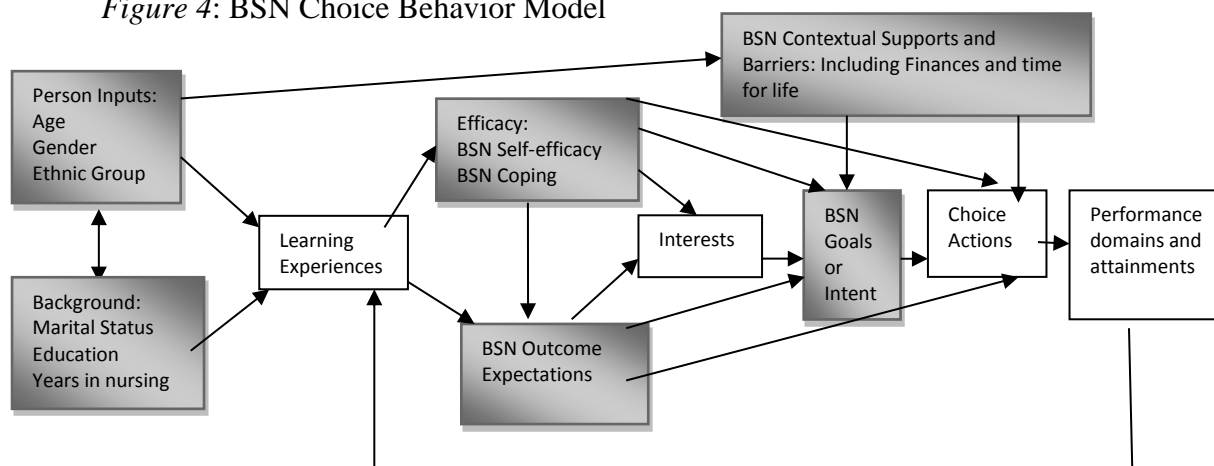 Figure 4: BSN Choice Behavior Model
BSN Contextual Supports and
Barriers: Including Finances and time
for life
Person Inputs:
Age
Gender
Ethnic Group
Efficacy:
BSN Self-efficacy
BSN Coping
Learning
Experiences
Interests
BSN
Goals
or
Intent
Choice
Actions
Performance
domains and
attainments
Background:
Marital Status
Education
Years in nursing
BSN Outcome
Expectations